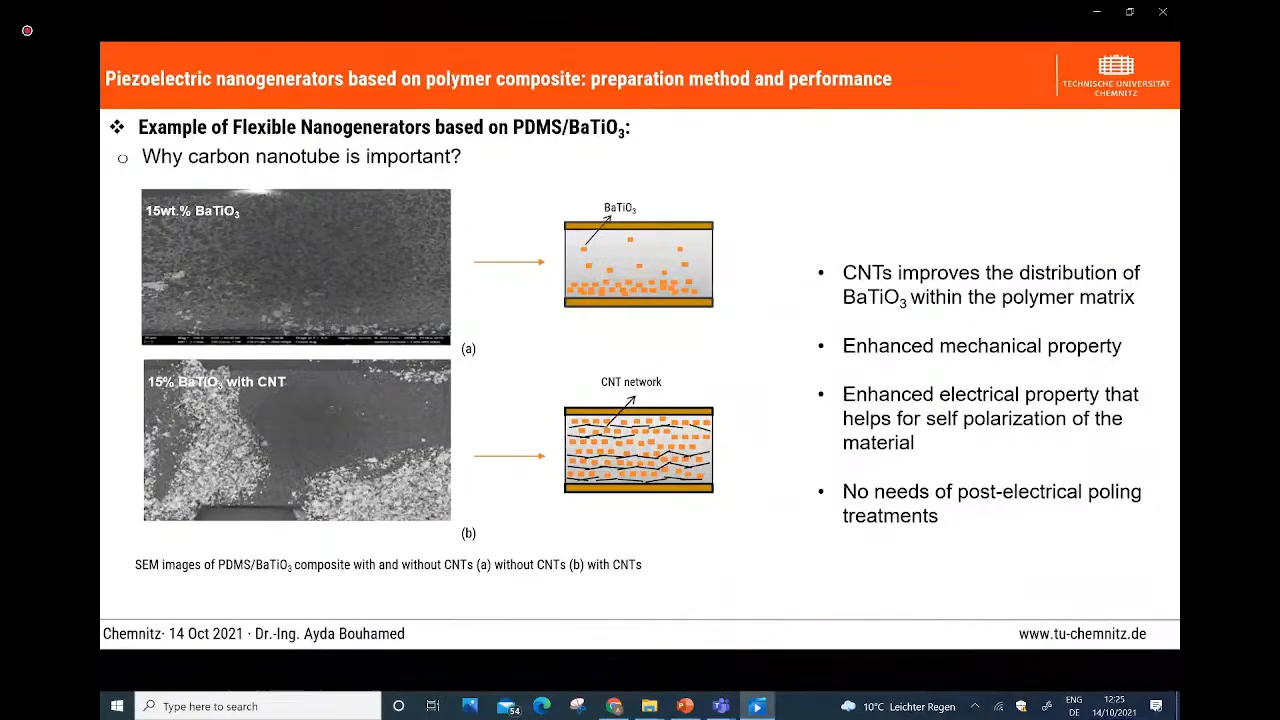 Piezoelectric nanogenerators based on polymer composite: preparation method and performance
TECHNISCHE UNIVERSITÄT
CHEMNITZ
❖ Example of Flexible Nanogenerators based on PDMS/BaTiO3:
o Why carbon nanotube is important?
15wt.% BaTiO3
BaTiO3
(a)
15% BaTiO3 with CNT
CNT network
(b)
SEM images of PDMS/BaTiO3 composite with and without CNTs (a) without CNTs (b) with CNTs
• CNTs improves the distribution of
BaTiO3 within the polymer matrix
• Enhanced mechanical property
• Enhanced electrical property that
helps for self polarization of the
material
• No needs of post-electrical poling
treatments
Chemnitz· 14 Oct 2021 · Dr.-Ing. Ayda Bouhamed
www.tu-chemnitz.de
Type here to search
54
10°C Leichter Regen
ENG
DE
12:25
14/10/2021